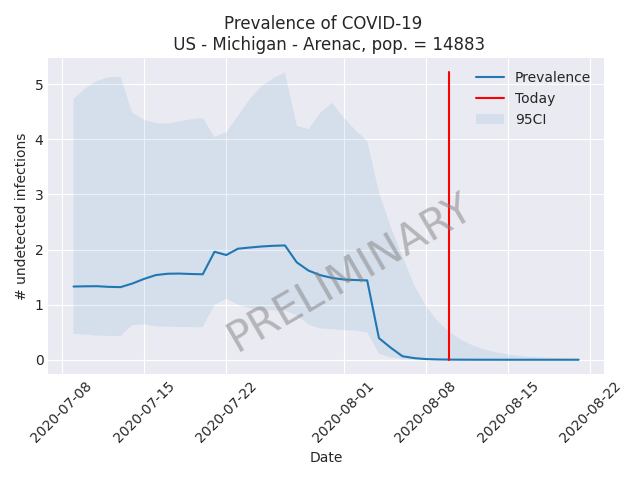 Prevalence of COVID-19
US - Michigan - Arenac, pop. = 14883
Prevalence
Today
95CI
# undetected infections
5
4
3
2
1
0
PRELIMINARY
2020-07-08
2020-07-15
2020-07-22
2020-08-01
2020-08-08
2020-08-15
2020-08-22
Date